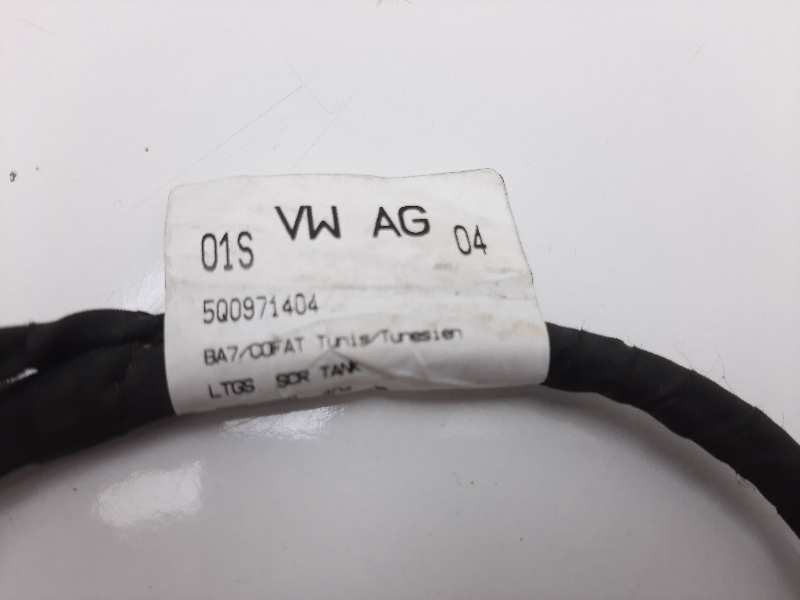 01S VW AG 04
5Q0971404
BA7/COFAT Tunis/Tunesien
LTGS SCR TANK